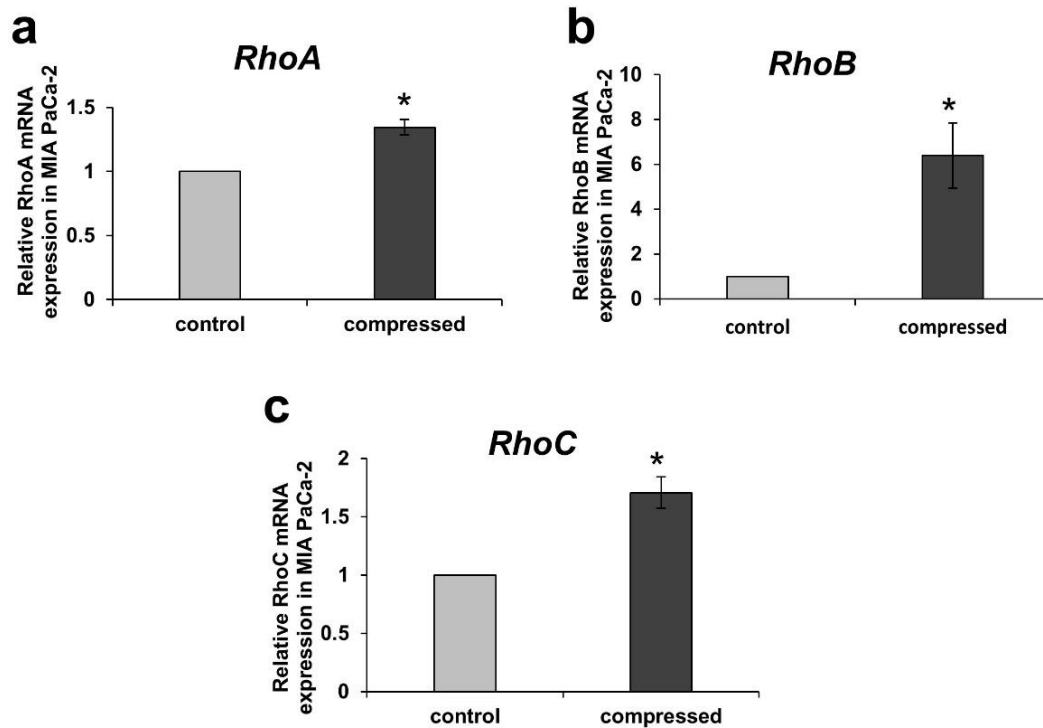 a
RhoA
Relative RhoA mRNA
expression in MIA PaCa-2
1.5
1
0.5
0
*
control
compressed
b
RhoB
Relative RhoB mRNA
expression in MIA PaCa-2
10
8
6
4
2
0
*
control
compressed
c
RhoC
Relative RhoC mRNA
expression in MIA PaCa-2
2
1.5
1
0.5
0
*
control
compressed